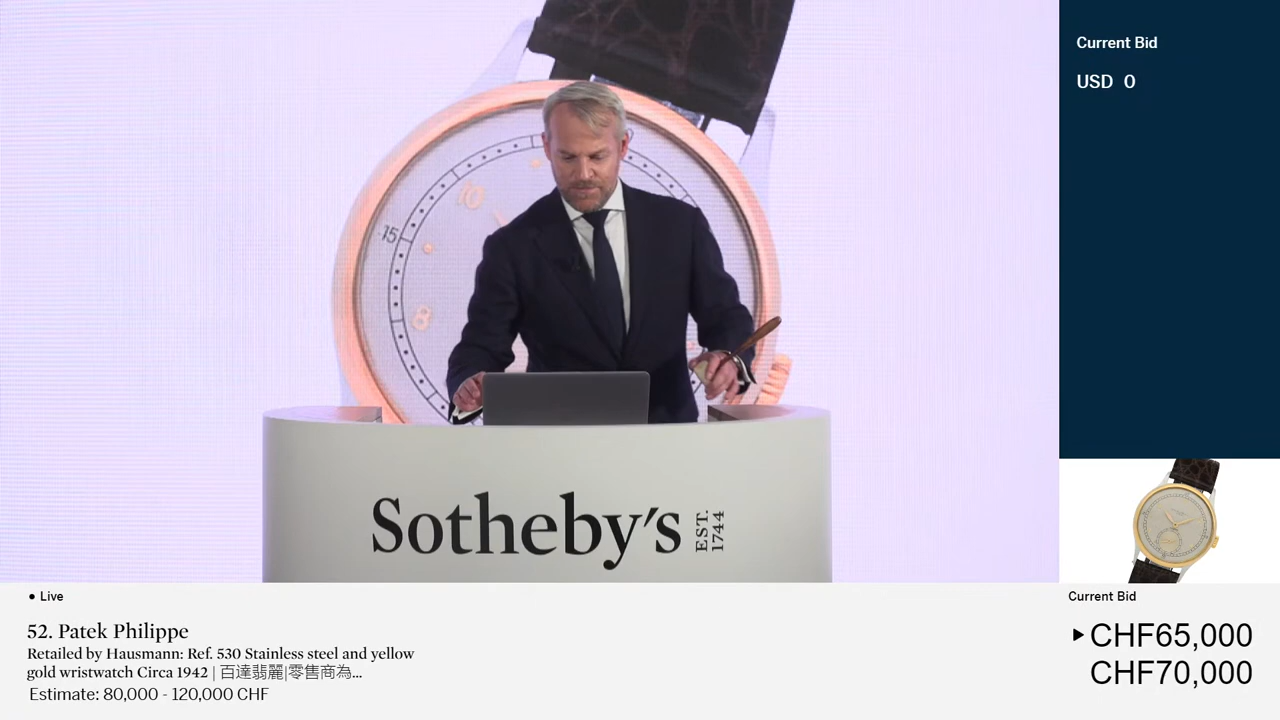 Current Bid
USD 0
10
15
8
Sotheby's
EST.
1744
• Live
Current Bid
52. Patek Philippe
Retailed by Hausmann: Ref. 530 Stainless steel and yellow
gold wristwatch Circa 1942 | 百達翡麗|零售商為...
Estimate: 80,000 - 120,000 CHF
CHF65,000
CHF70,000